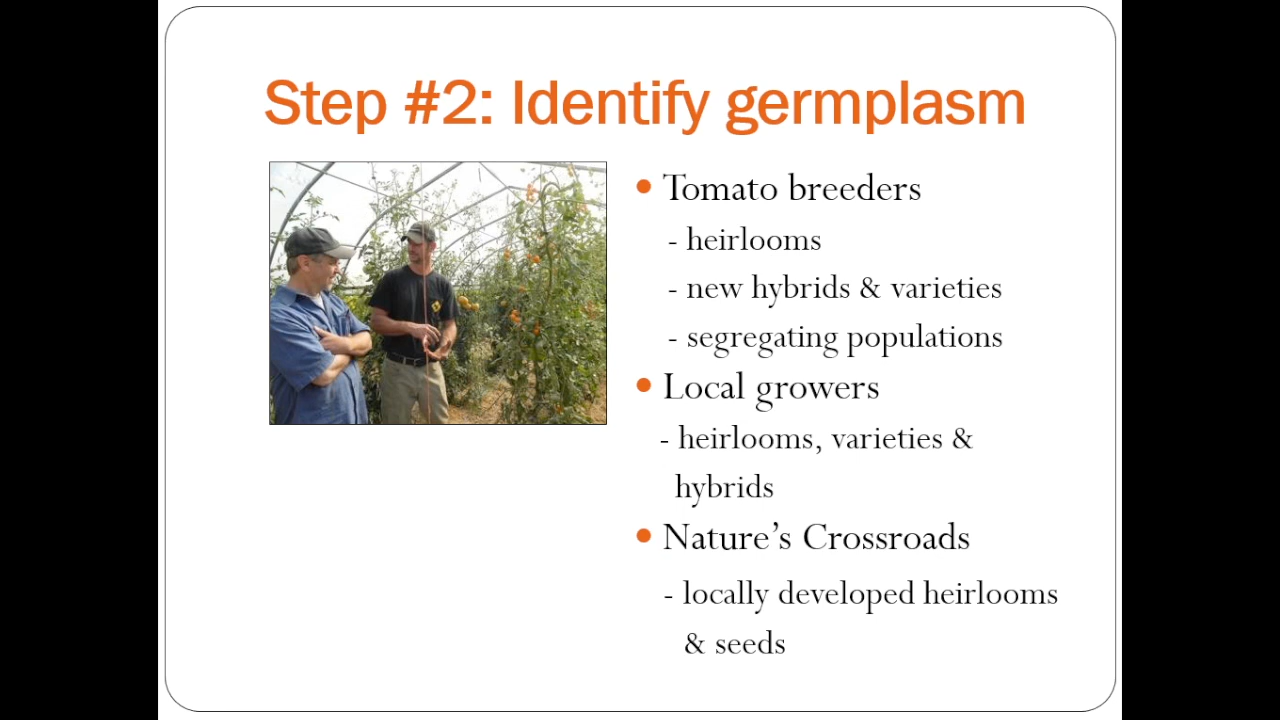 Step #2: Identify germplasm
• Tomato breeders
- heirlooms
- new hybrids & varieties
- segregating populations
• Local growers
- heirlooms, varieties &
hybrids
• Nature’s Crossroads
- locally developed heirlooms
& seeds